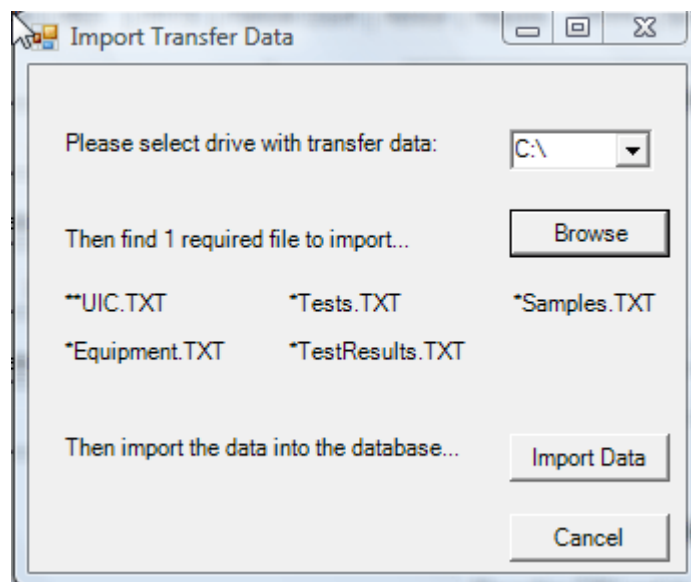 Import Transfer Data
Please select drive with transfer data: C:\
Then find 1 required file to import... Browse
**UIC.TXT *Tests.TXT *Samples.TXT
*Equipment.TXT *TestResults.TXT
Then import the data into the database... Import Data
Cancel